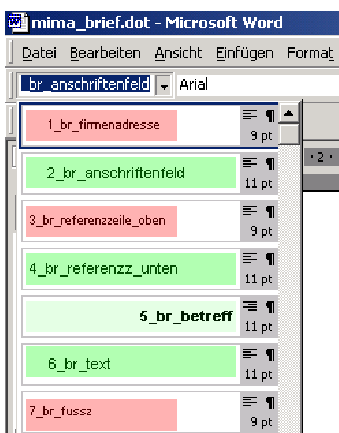 mima_brief.dot - Microsoft Word
Datei Bearbeiten Ansicht Einfügen Format
br_anschriftenfeld Arial
1_br_firmenadresse
9 pt
2_br_anschriftenfeld
11 pt
3_br_referenzzeile_oben
9 pt
4_br_referenzz_unten
11 pt
5_br_betreff
11 pt
6_br_text
11 pt
7_br_fussz
9 pt
· 2 ·